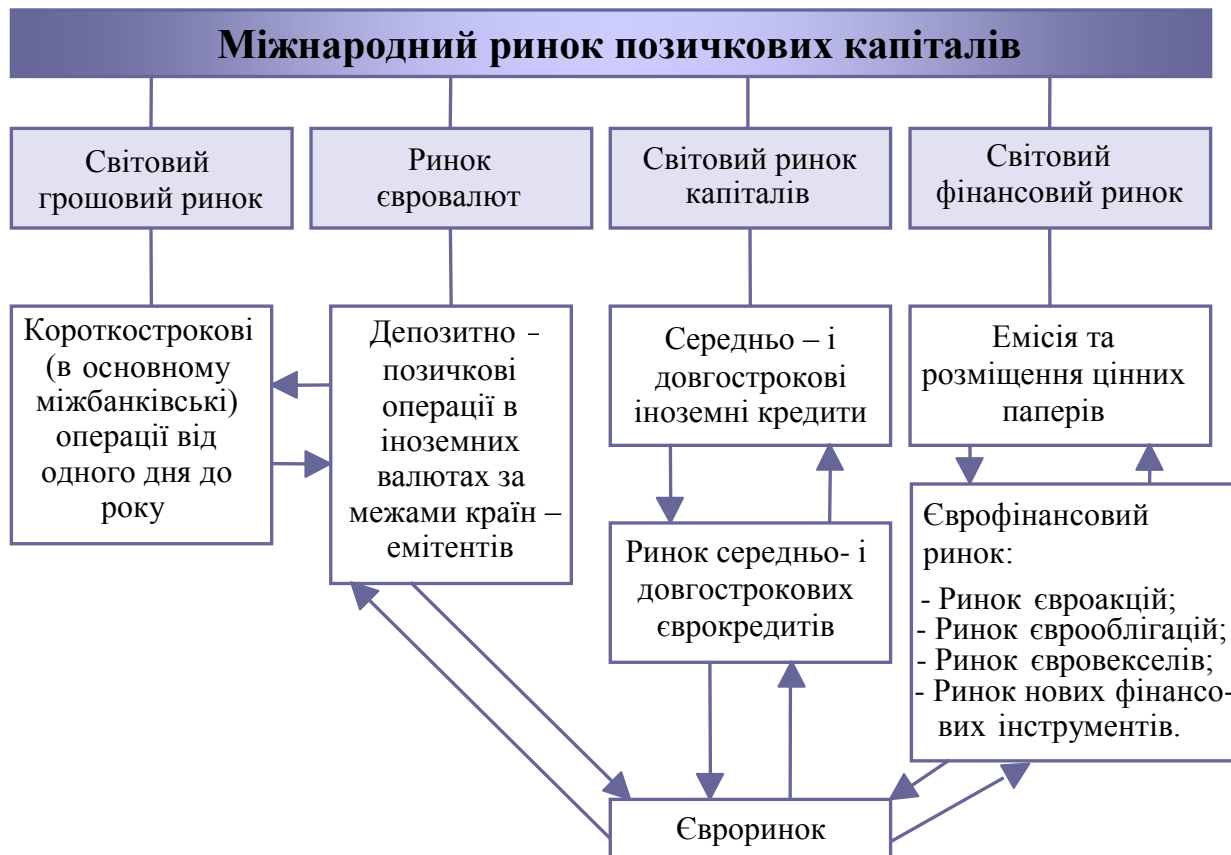 Міжнародний ринок позичкових капіталів
Світовий
грошовий ринок
Ринок
євровалют
Світовий ринок
капіталів
Світовий
фінансовий ринок
Короткострокові
(в основному
міжбанківські)
операції від
одного дня до
року
Депозитно –
позичкові
операції в
іноземних
валютах за
межами країн –
емітентів
Середньо – і
довгострокові
іноземні кредити
Емісія та
розміщення цінних
паперів
Ринок середньо- і
довгострокових
єврокредитів
Єврофінансовий
ринок:
- Ринок євроакцій;
- Ринок єврооблігацій;
- Ринок євровекселів;
- Ринок нових фінансо-
вих інструментів.
Євроринок